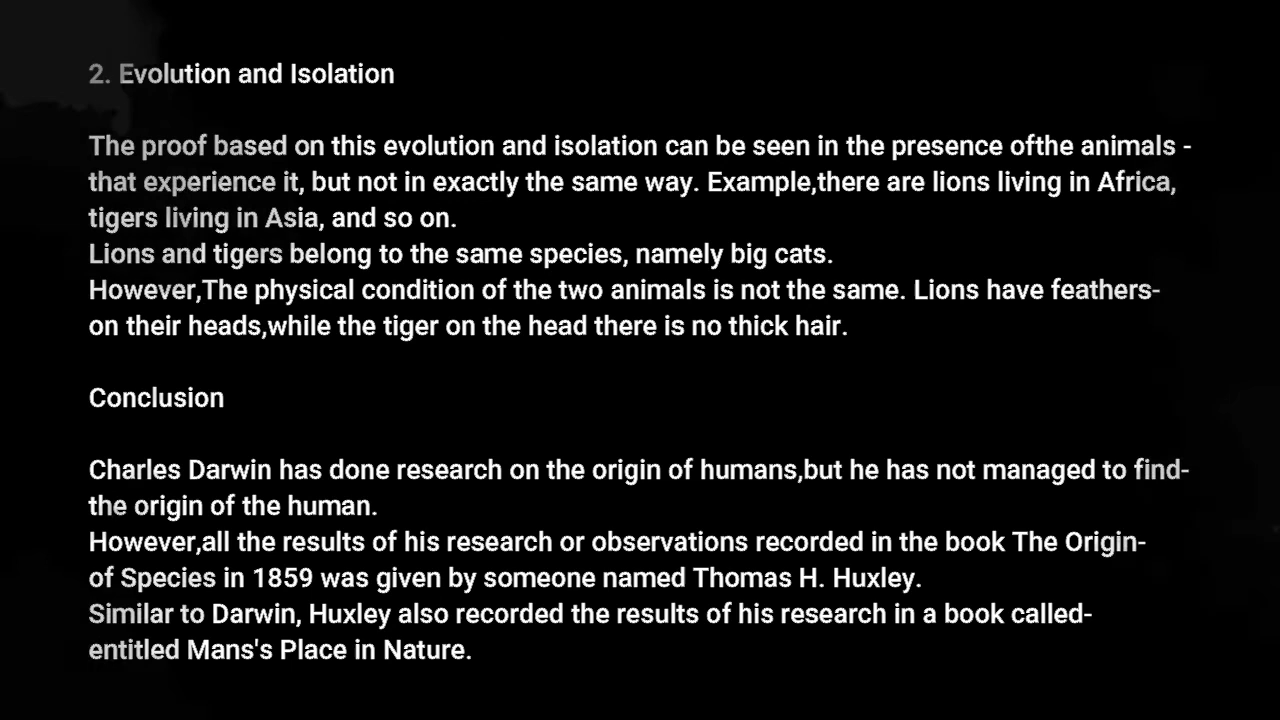 2. Evolution and Isolation
The proof based on this evolution and isolation can be seen in the presence ofthe animals -
that experience it, but not in exactly the same way. Example,there are lions living in Africa,
tigers living in Asia, and so on.
Lions and tigers belong to the same species, namely big cats.
However,The physical condition of the two animals is not the same. Lions have feathers-
on their heads,while the tiger on the head there is no thick hair.
Conclusion
Charles Darwin has done research on the origin of humans,but he has not managed to find-
the origin of the human.
However,all the results of his research or observations recorded in the book The Origin-
of Species in 1859 was given by someone named Thomas H. Huxley.
Similar to Darwin, Huxley also recorded the results of his research in a book called-
entitled Mans's Place in Nature.